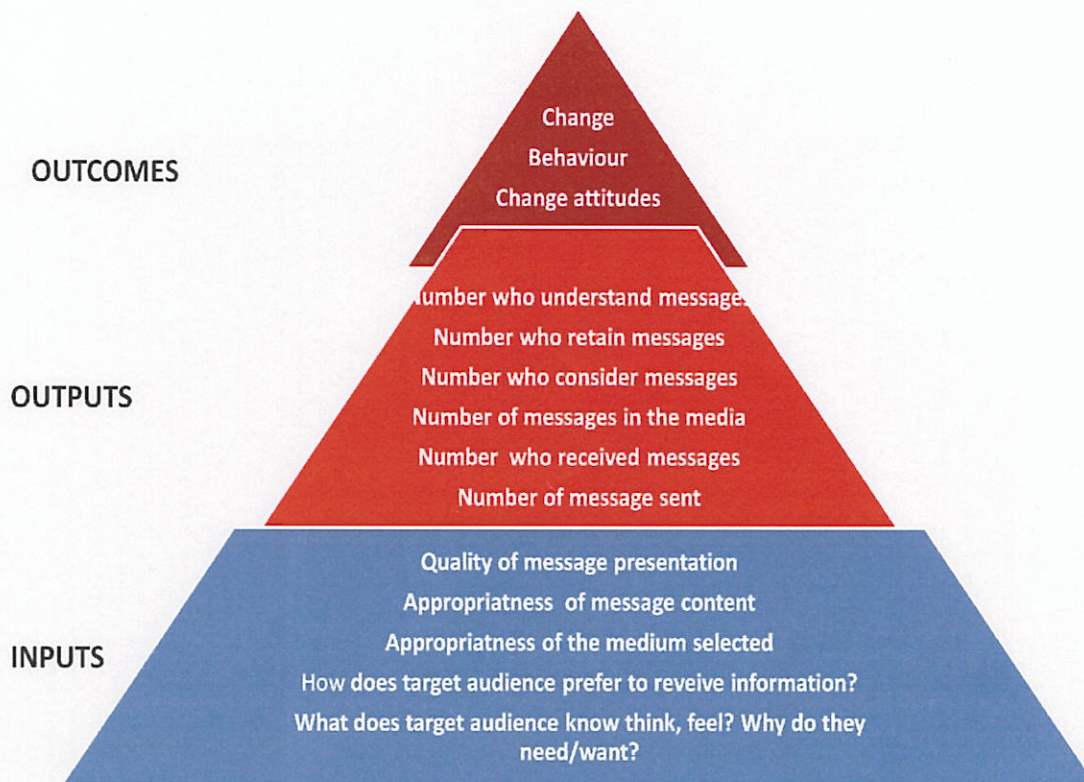 OUTCOMES
Change
Behaviour
Change attitudes
OUTPUTS
Number who understand messages
Number who retain messages
Number who consider messages
Number of messages in the media
Number who received messages
Number of message sent
INPUTS
Quality of message presentation
Appropriatness of message content
Appropriatness of the medium selected
How does target audience prefer to reveive information?
What does target audience know think, feel? Why do they
need/want?